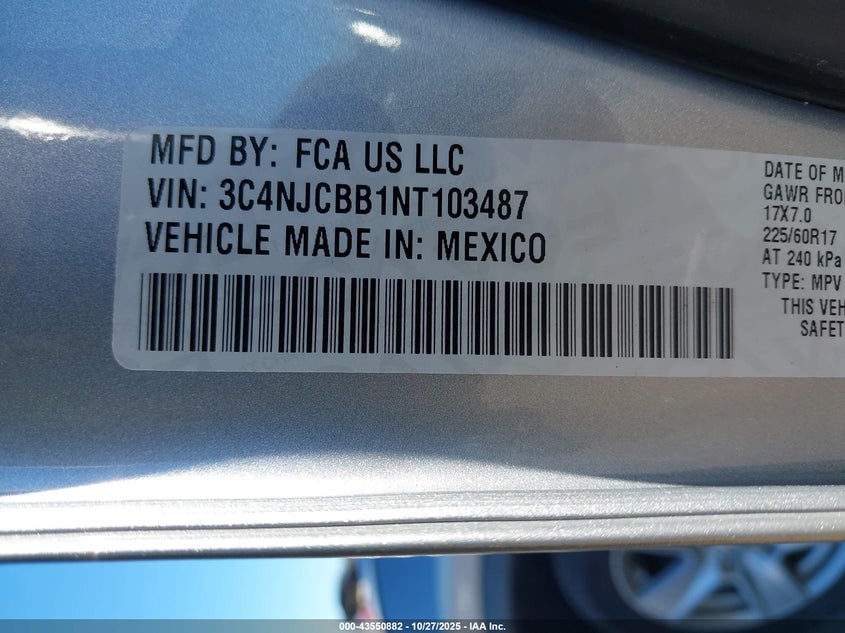 MFD BY: FCA US LLC
VIN: 3C4NJCBB1NT103487
VEHICLE MADE IN: MEXICO
DATE OF M
GAWR FRO
17X7.0
225/60R17
AT 240 kPa
TYPE: MPV
THIS VEH
SAFET
000-43550882 - 10/27/2025 - IAA Inc.